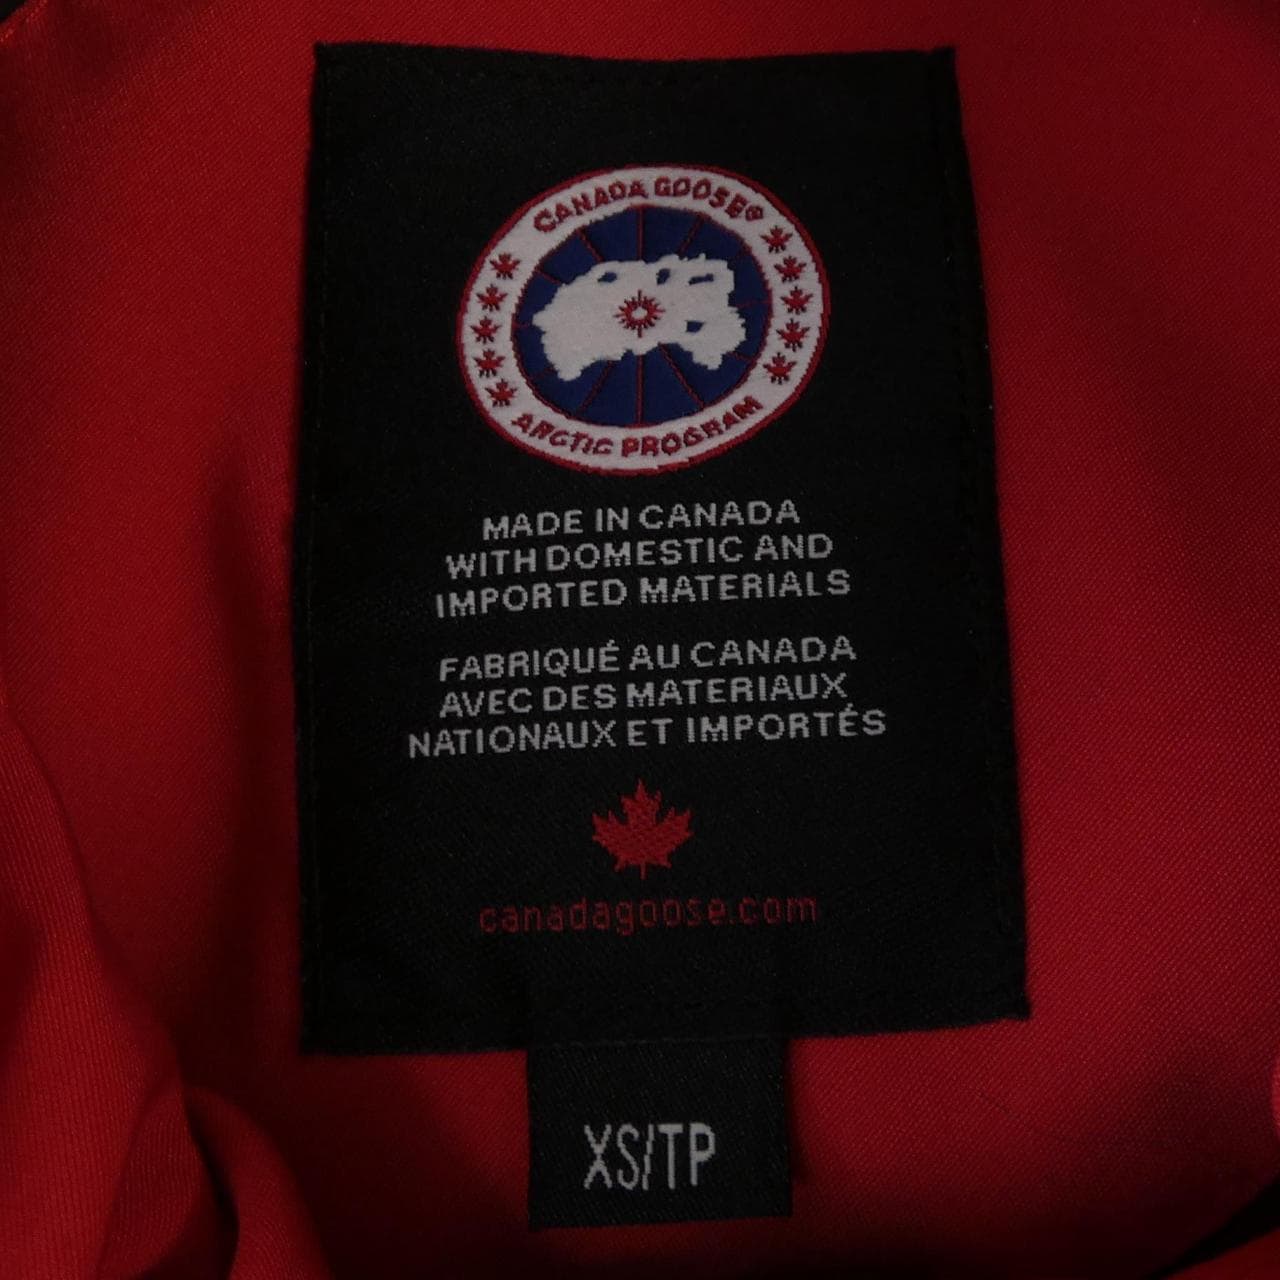 CANADA GOOSE®
ARCTIC PROGRAM
MADE IN CANADA
WITH DOMESTIC AND
IMPORTED MATERIALS
FABRIQUÉ AU CANADA
AVEC DES MATERIAUX
NATIONAUX ET IMPORTÉS
canadagoose.com
XS/TP